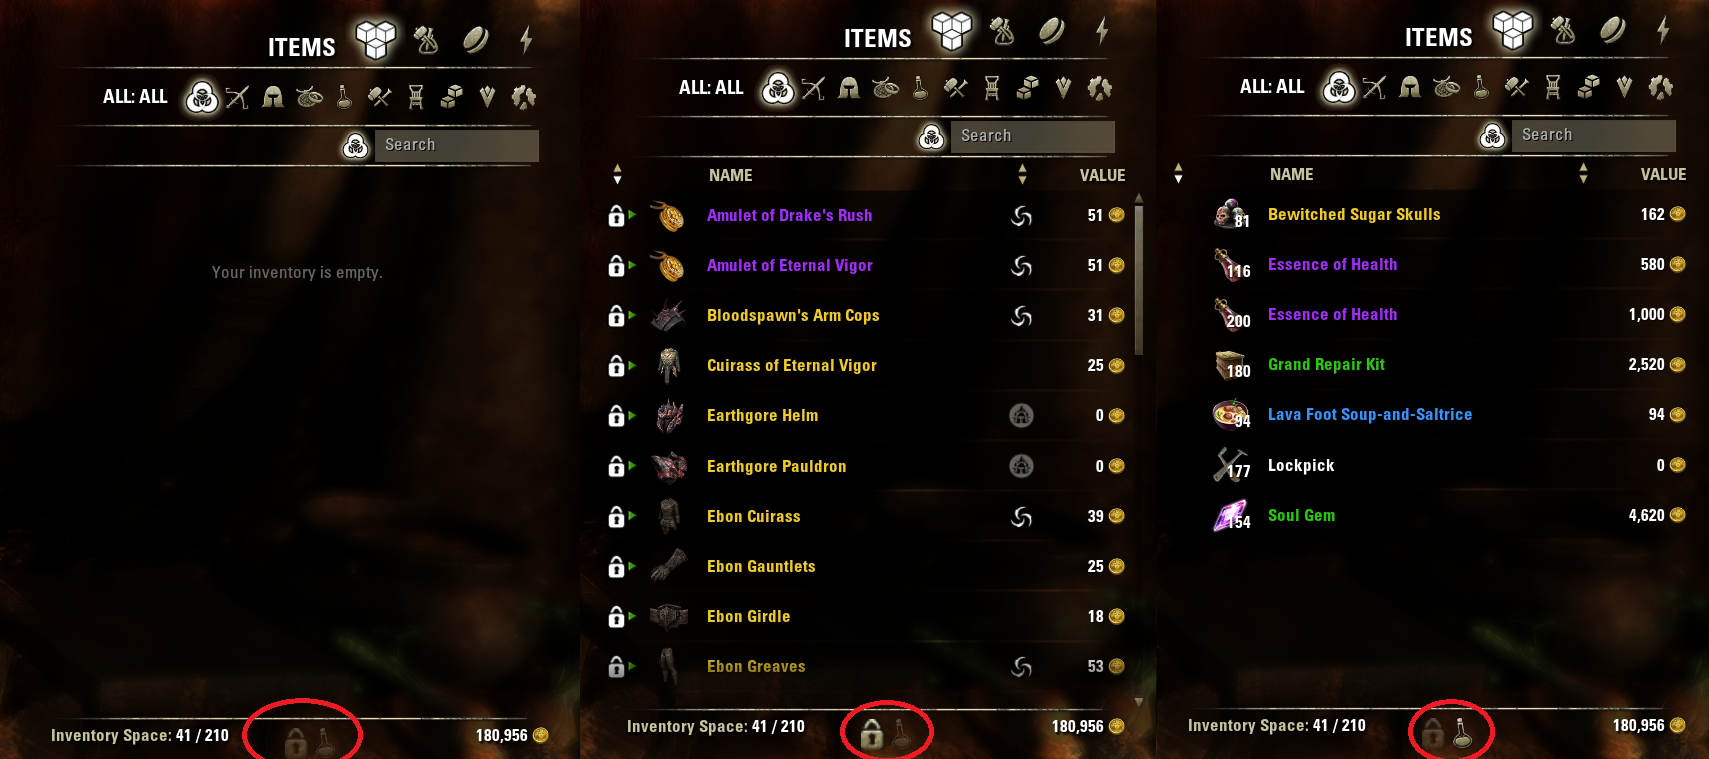 ITEMS
ALL: ALL
Search
Your inventory is empty.
Inventory Space: 41 / 210
180,956
ITEMS
ALL: ALL
Search
NAME VALUE
Amulet of Drake's Rush 51
Amulet of Eternal Vigor 51
Bloodspawn's Arm Cops 31
Cuirass of Eternal Vigor 25
Earthgore Helm 0
Earthgore Pauldron 0
Ebon Cuirass 39
Ebon Gauntlets 25
Ebon Girdle 18
Ebon Greaves 53
Inventory Space: 41 / 210
180,956
ITEMS
ALL: ALL
Search
NAME VALUE
81 Bewitched Sugar Skulls 162
116 Essence of Health 580
200 Essence of Health 1,000
180 Grand Repair Kit 2,520
94 Lava Foot Soup-and-Saltrice 94
177 Lockpick 0
154 Soul Gem 4,620
Inventory Space: 41 / 210
180,956